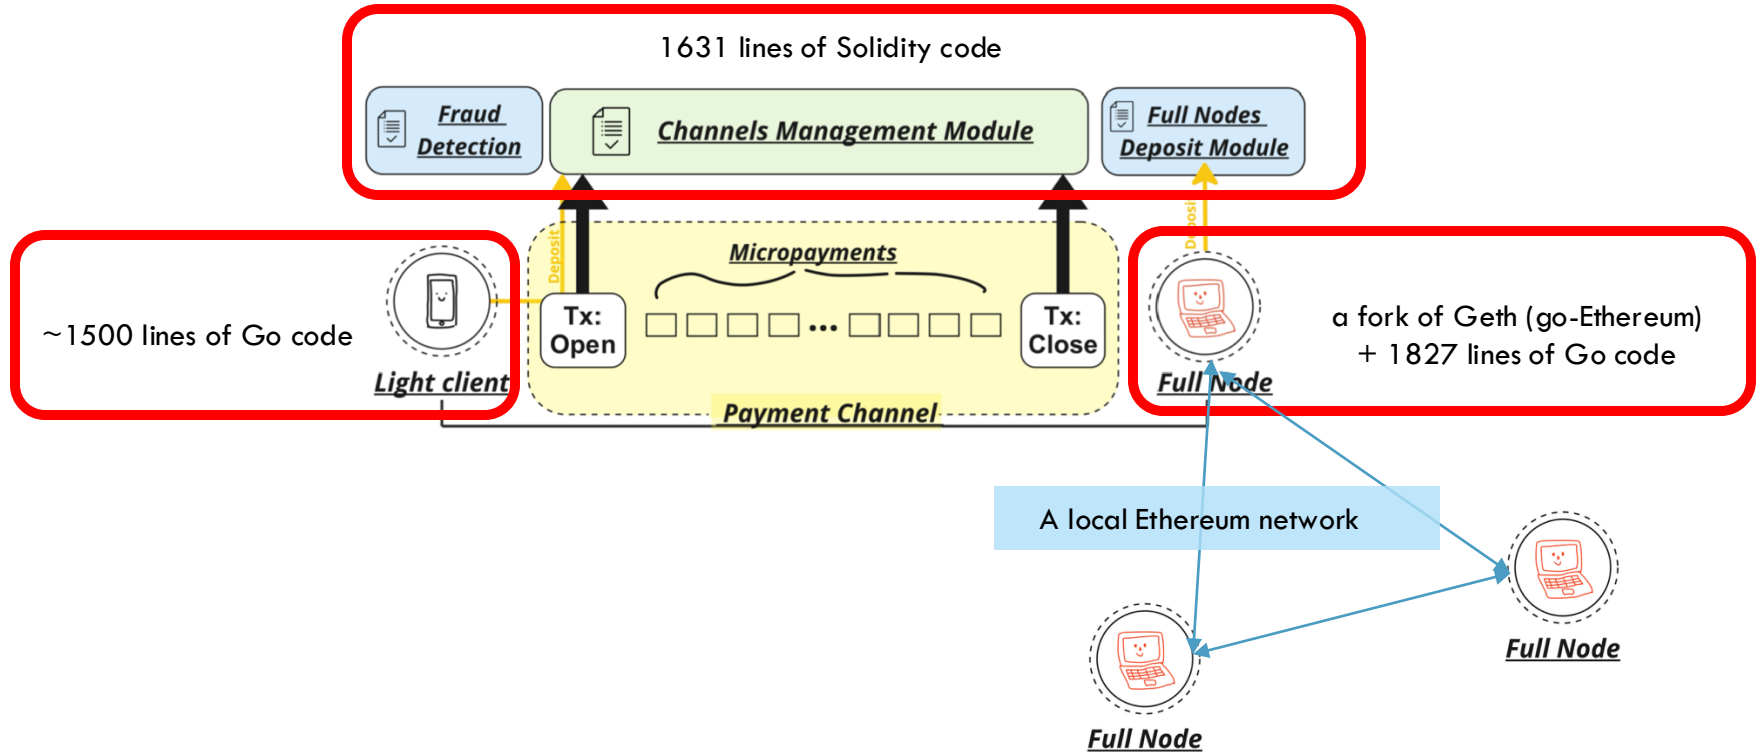 1631 lines of Solidity code
Fraud
Detection
Channels Management Module
Full Nodes
Deposit Module
Deposit
Deposit
Micropayments
~1500 lines of Go code
Tx:
Open
...
Tx:
Close
a fork of Geth (go-Ethereum)
+ 1827 lines of Go code
Light client
Full Node
Payment Channel
A local Ethereum network
Full Node
Full Node